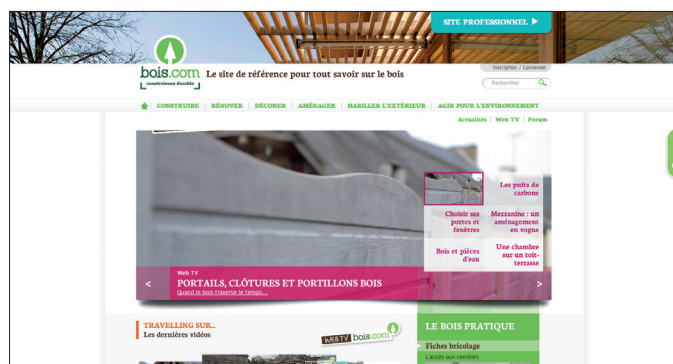 SITE PROFESSIONNEL
bois.com
construisons durable
Le site de référence pour tout savoir sur le bois
Inscription / Connexion
Rechercher
CONSTRUIRE | RÉNOVER | DÉCORER | AMÉNAGER | HABILLER L'EXTÉRIEUR | AGIR POUR L'ENVIRONNEMENT
Actualités | Web TV | Forum
Les puits de
carbone
Choisir ses
portes et
fenêtres
Mezzanine : un
aménagement
en vogue
Bois et pièces
d'eau
Une chambre
sur un toit-
terrasse
Web TV
PORTAILS, CLÔTURES ET PORTILLONS BOIS
Quand le bois traverse le temps...
< >
TRAVELLING SUR...
Les dernières vidéos
WEBTV bois.com
LE BOIS PRATIQUE
Fiches bricolage
L'accès aux combles